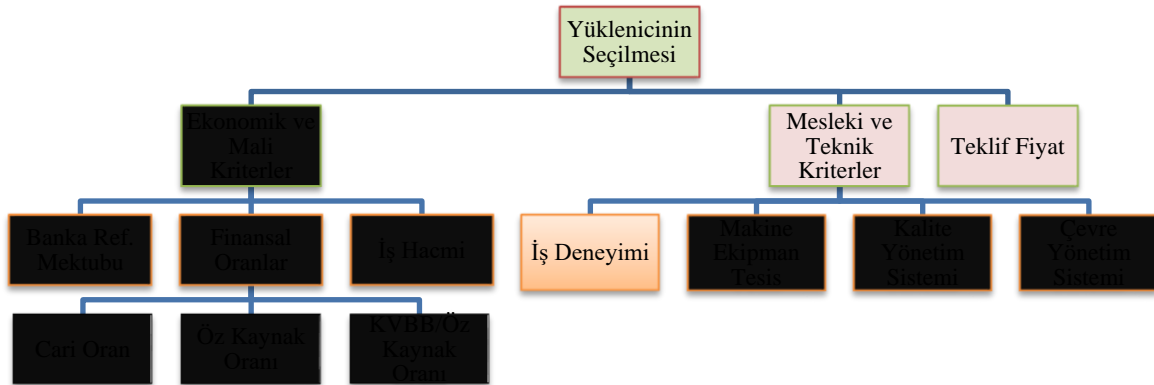 Yüklenicinin
Seçilmesi
Ekonomik ve
Mali
Kriterler
Mesleki ve
Teknik
Kriterler
Teklif Fiyat
Banka Ref.
Mektubu
Finansal
Oranlar
İş Hacmi
İş Deneyimi
Makine
Ekipman
Tesis
Kalite
Yönetim
Sistemi
Çevre
Yönetim
Sistemi
Cari Oran
Öz Kaynak
Oranı
KVBB/Öz
Kaynak
Oranı